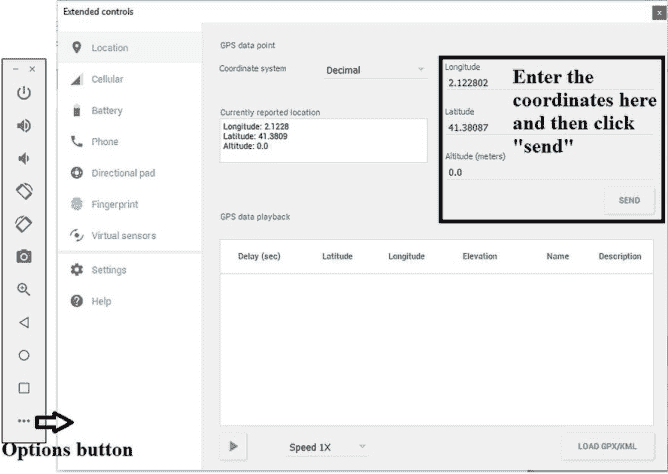 Extended controls
Location
Cellular
Battery
Phone
Directional pad
Fingerprint
Virtual sensors
Settings
Help
GPS data point
Coordinate system
Decimal
Currently reported location
Longitude: 2.1228
Latitude: 41.3809
Altitude: 0.0
Longitude
2.122802
Latitude
41.38087
Altitude (meters)
0.0
SEND
Enter the
coordinates here
and then click
"send"
GPS data playback
Delay (sec) Latitude Longitude Elevation Name Description
Speed 1X
LOAD GPX/KML
Options button